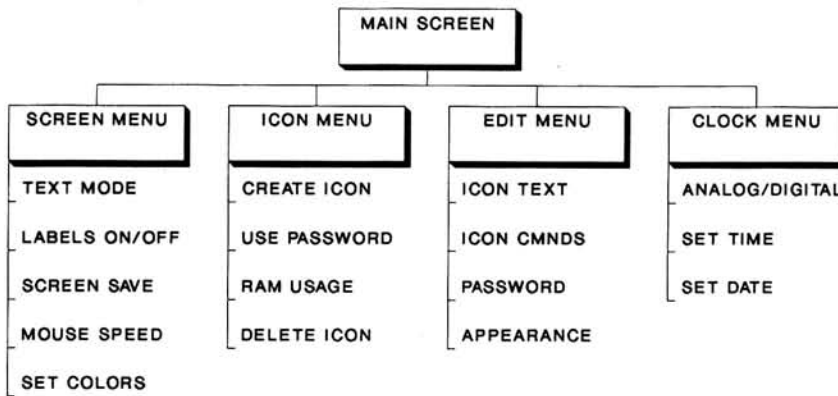 MAIN SCREEN
SCREEN MENU
TEXT MODE
LABELS ON/OFF
SCREEN SAVE
MOUSE SPEED
SET COLORS
ICON MENU
CREATE ICON
USE PASSWORD
RAM USAGE
DELETE ICON
EDIT MENU
ICON TEXT
ICON CMNDS
PASSWORD
APPEARANCE
CLOCK MENU
ANALOG/DIGITAL
SET TIME
SET DATE